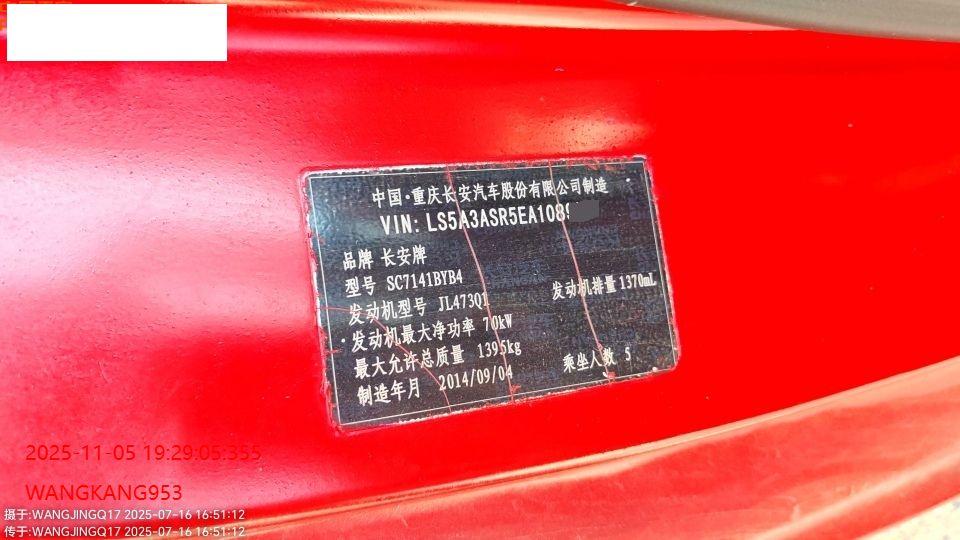 中国·重庆长安汽车股份有限公司制造
VIN: LS5A3ASR5EA1089
品牌 长安牌
型号 SC7141BYB4
发动机型号 JL473Q1 发动机排量 1370mL
发动机最大净功率 70kW
最大允许总质量 1395kg 乘坐人数 5
制造年月 2014/09/04
2025-11-05 19:29:05:355
WANGKANG953
摄于:WANGJINGQ17 2025-07-16 16:51:12
传于:WANGJINGQ17 2025-07-16 16:51:12